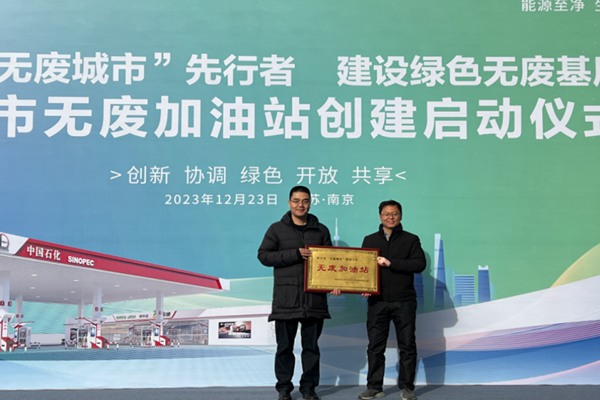 能源至净
无废城市”先行者 建设绿色无废基
市无废加油站创建启动仪式
>创新 协调 绿色 开放 共享<
2023年12月23日 苏·南京
中国石化 SINOPEC
无废加油站